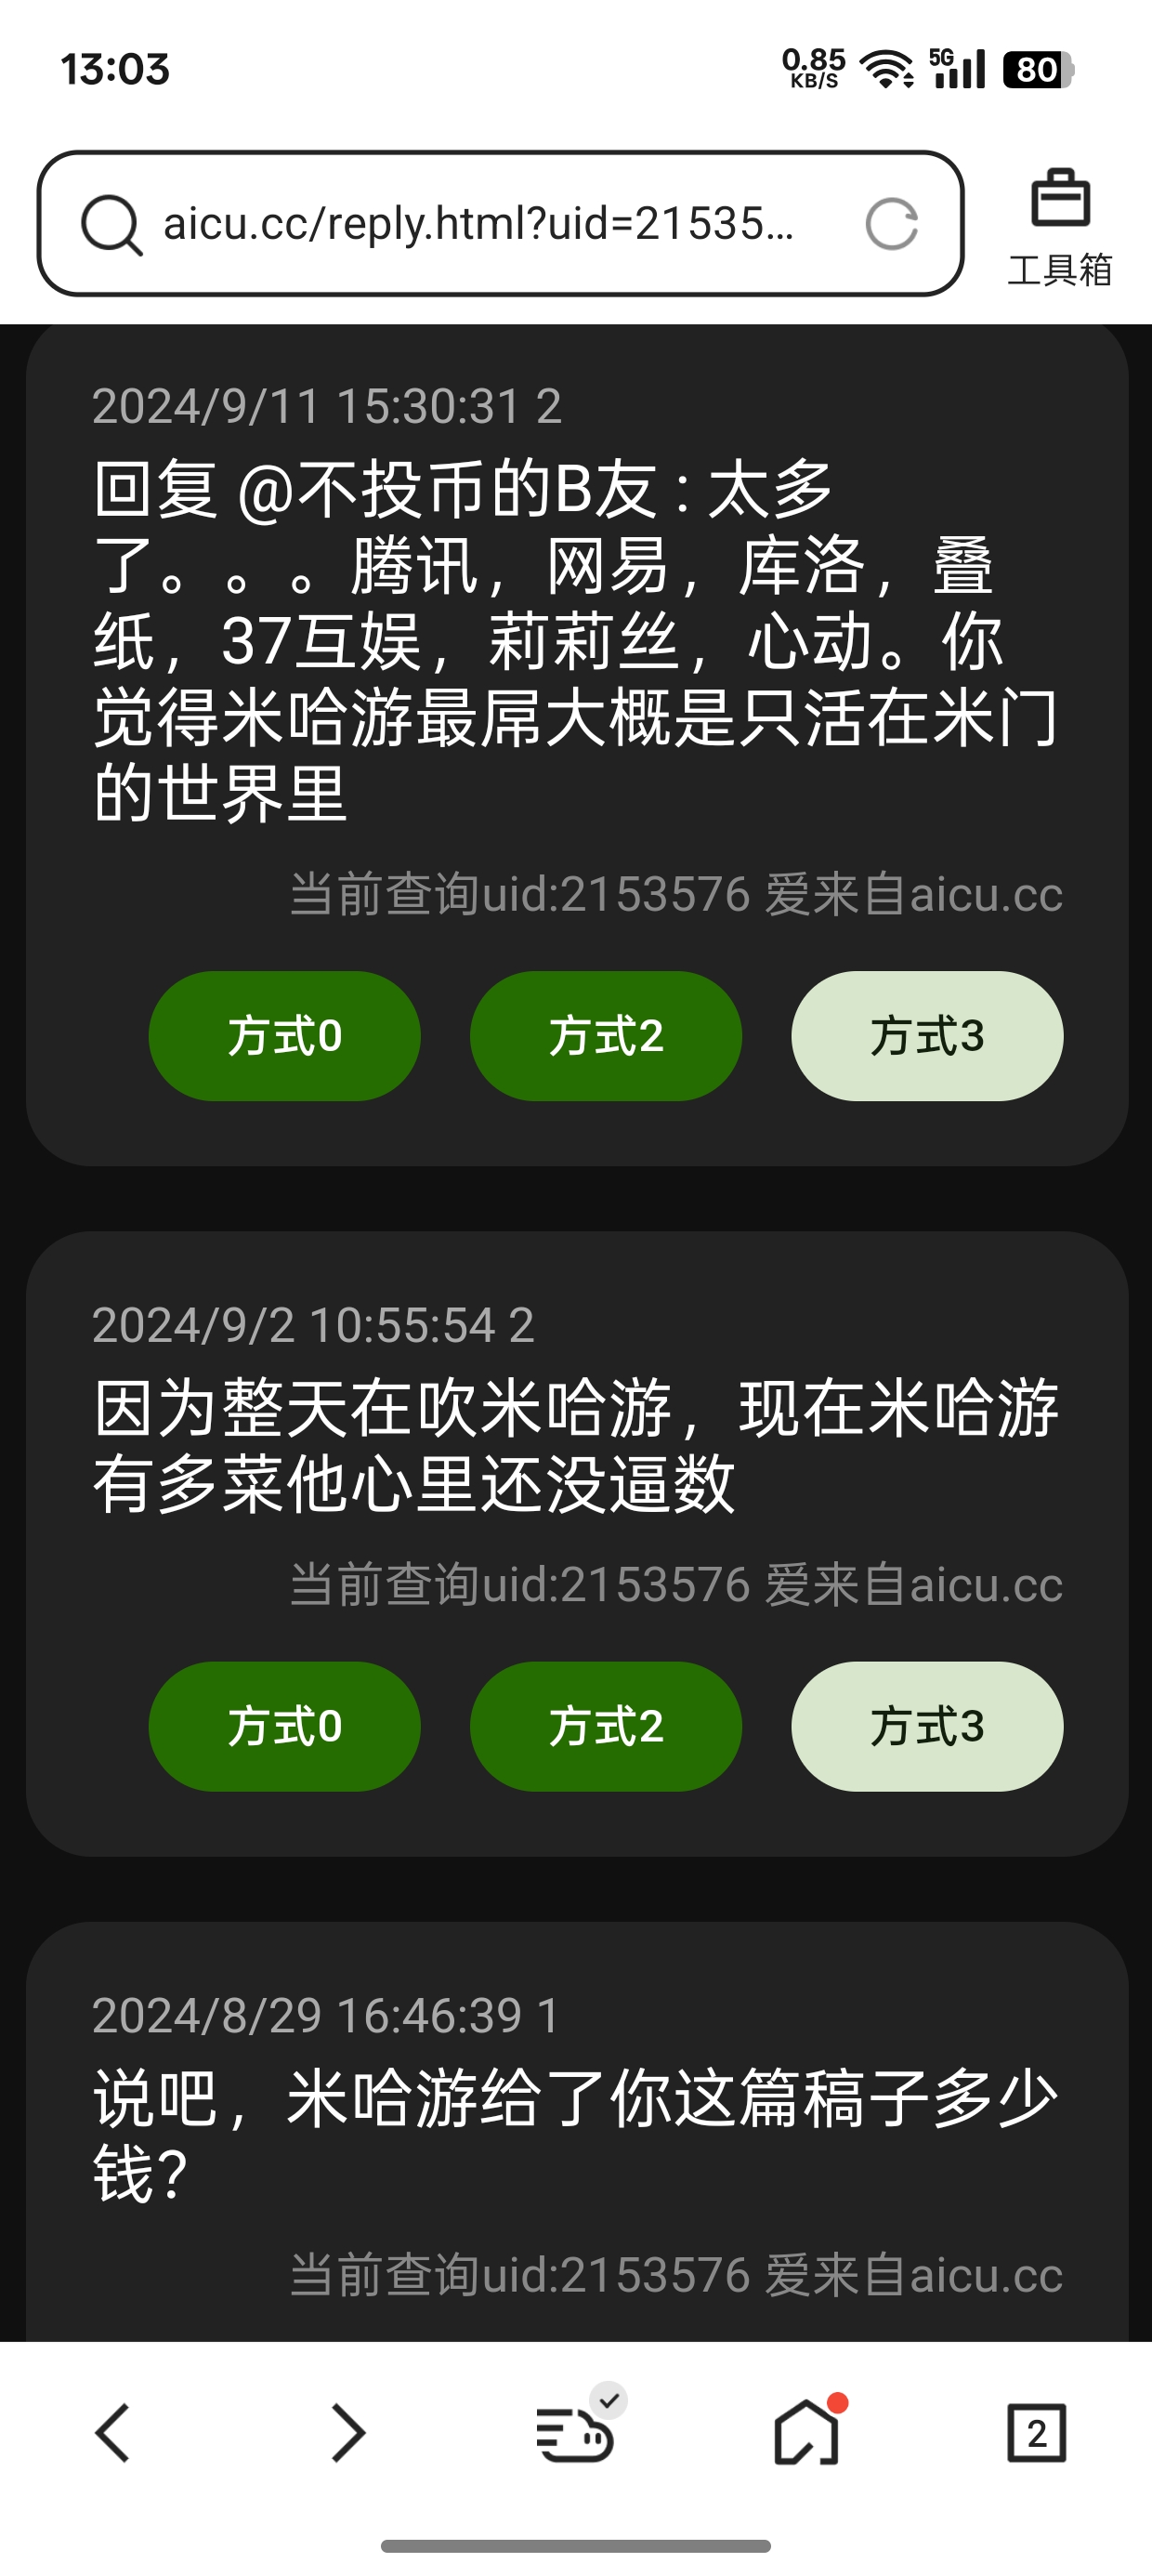 13:03
0.85
KB/S
5G
80
aicu.cc/reply.html?uid=21535...
工具箱
2024/9/11 15:30:31 2
回复 @不投币的B友 : 太多
了。。。腾讯，网易，库洛，叠
纸，37互娱，莉莉丝，心动。你
觉得米哈游最屌大概是只活在米门
的世界里
当前查询uid:2153576 爱来自aicu.cc
方式0
方式2
方式3
2024/9/2 10:55:54 2
因为整天在吹米哈游，现在米哈游
有多菜他心里还没逼数
当前查询uid:2153576 爱来自aicu.cc
方式0
方式2
方式3
2024/8/29 16:46:39 1
说吧，米哈游给了你这篇稿子多少
钱？
当前查询uid:2153576 爱来自aicu.cc
2